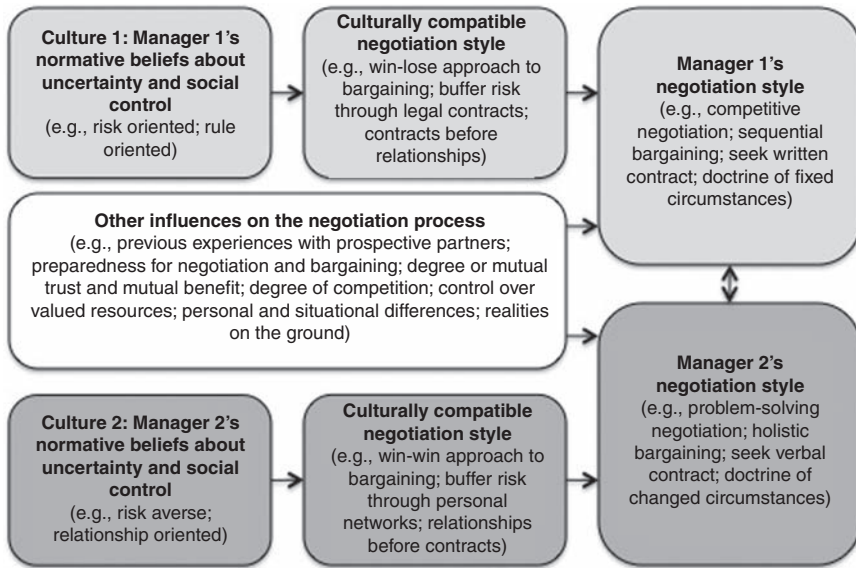 Culture 1: Manager 1's
normative beliefs about
uncertainty and social
control
(e.g., risk oriented; rule
oriented)
Culturally compatible
negotiation style
(e.g., win-lose approach to
bargaining; buffer risk
through legal contracts;
contracts before
relationships)
Manager 1's
negotiation style
(e.g., competitive
negotiation; sequential
bargaining; seek written
contract; doctrine of fixed
circumstances)
Other influences on the negotiation process
(e.g., previous experiences with prospective partners;
preparedness for negotiation and bargaining; degree or mutual
trust and mutual benefit; degree of competition; control over
valued resources; personal and situational differences; realities
on the ground)
Culture 2: Manager 2's
normative beliefs about
uncertainty and social
control
(e.g., risk averse;
relationship oriented)
Culturally compatible
negotiation style
(e.g., win-win approach to
bargaining; buffer risk
through personal
networks; relationships
before contracts)
Manager 2's
negotiation style
(e.g., problem-solving
negotiation; holistic
bargaining; seek verbal
contract; doctrine of
changed circumstances)